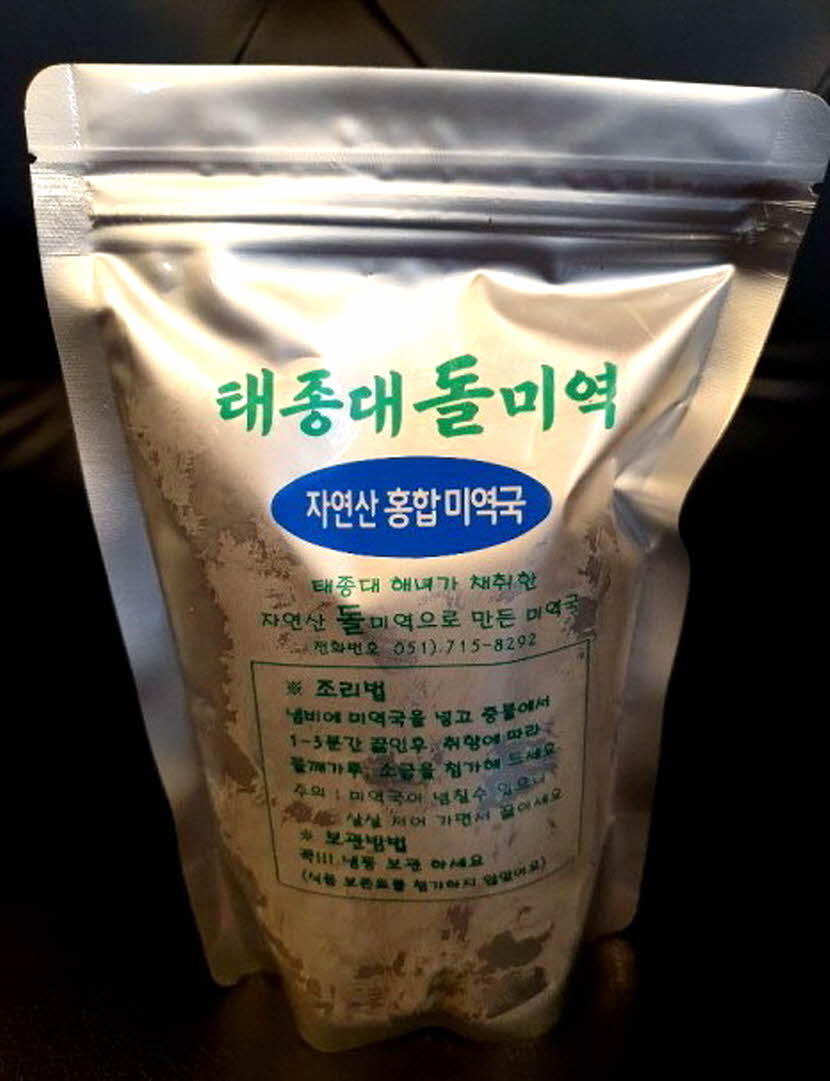 태종대 돌미역
자연산 홍합미역국
태종대 해녀가 채취한
자연산 돌미역으로 만든 미역국
전화번호 051).715-8292
※ 조리법
냄비에 미역국을 넣고 중불에서
1-3분간 끓인후, 취향에 따라
들깨가루, 소금을 첨가해 드세요
주의 : 미역국이 넘칠수 있으니
살살 저어 가면서 끓이세요
※ 보관방법
꼭!!! 냉동 보관 하세요
(식품 보존료를 첨가하지 않았어요)